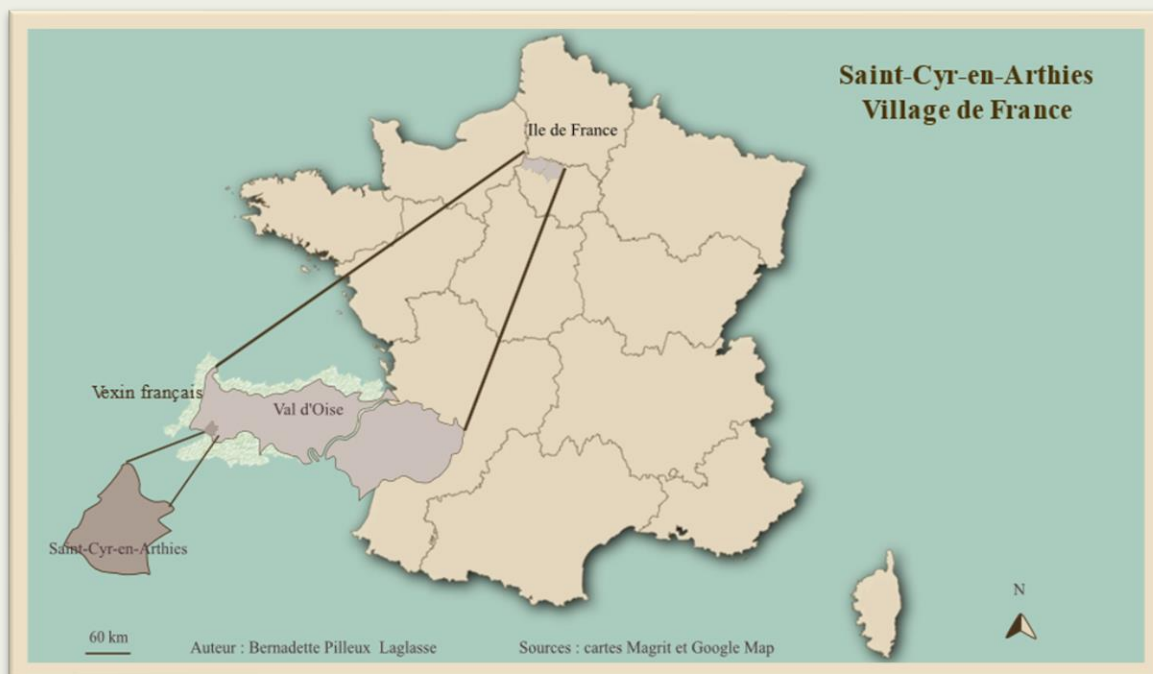 Saint-Cyr-en-Arthies
Village de France
Ile de France
Vexin français
Val d'Oise
Saint-Cyr-en-Arthies
N
60 km
Auteur : Bernadette Pilleux Laglasse
Sources : cartes Magrit et Google Map